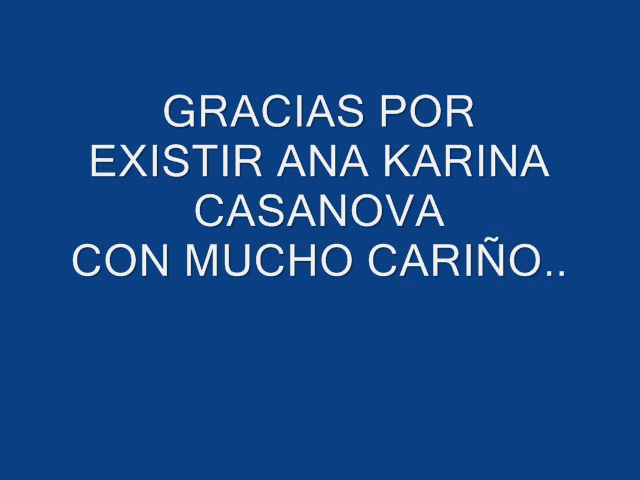 GRACIAS POR
EXISTIR ANA KARINA
CASANOVA
CON MUCHO CARIÑO..